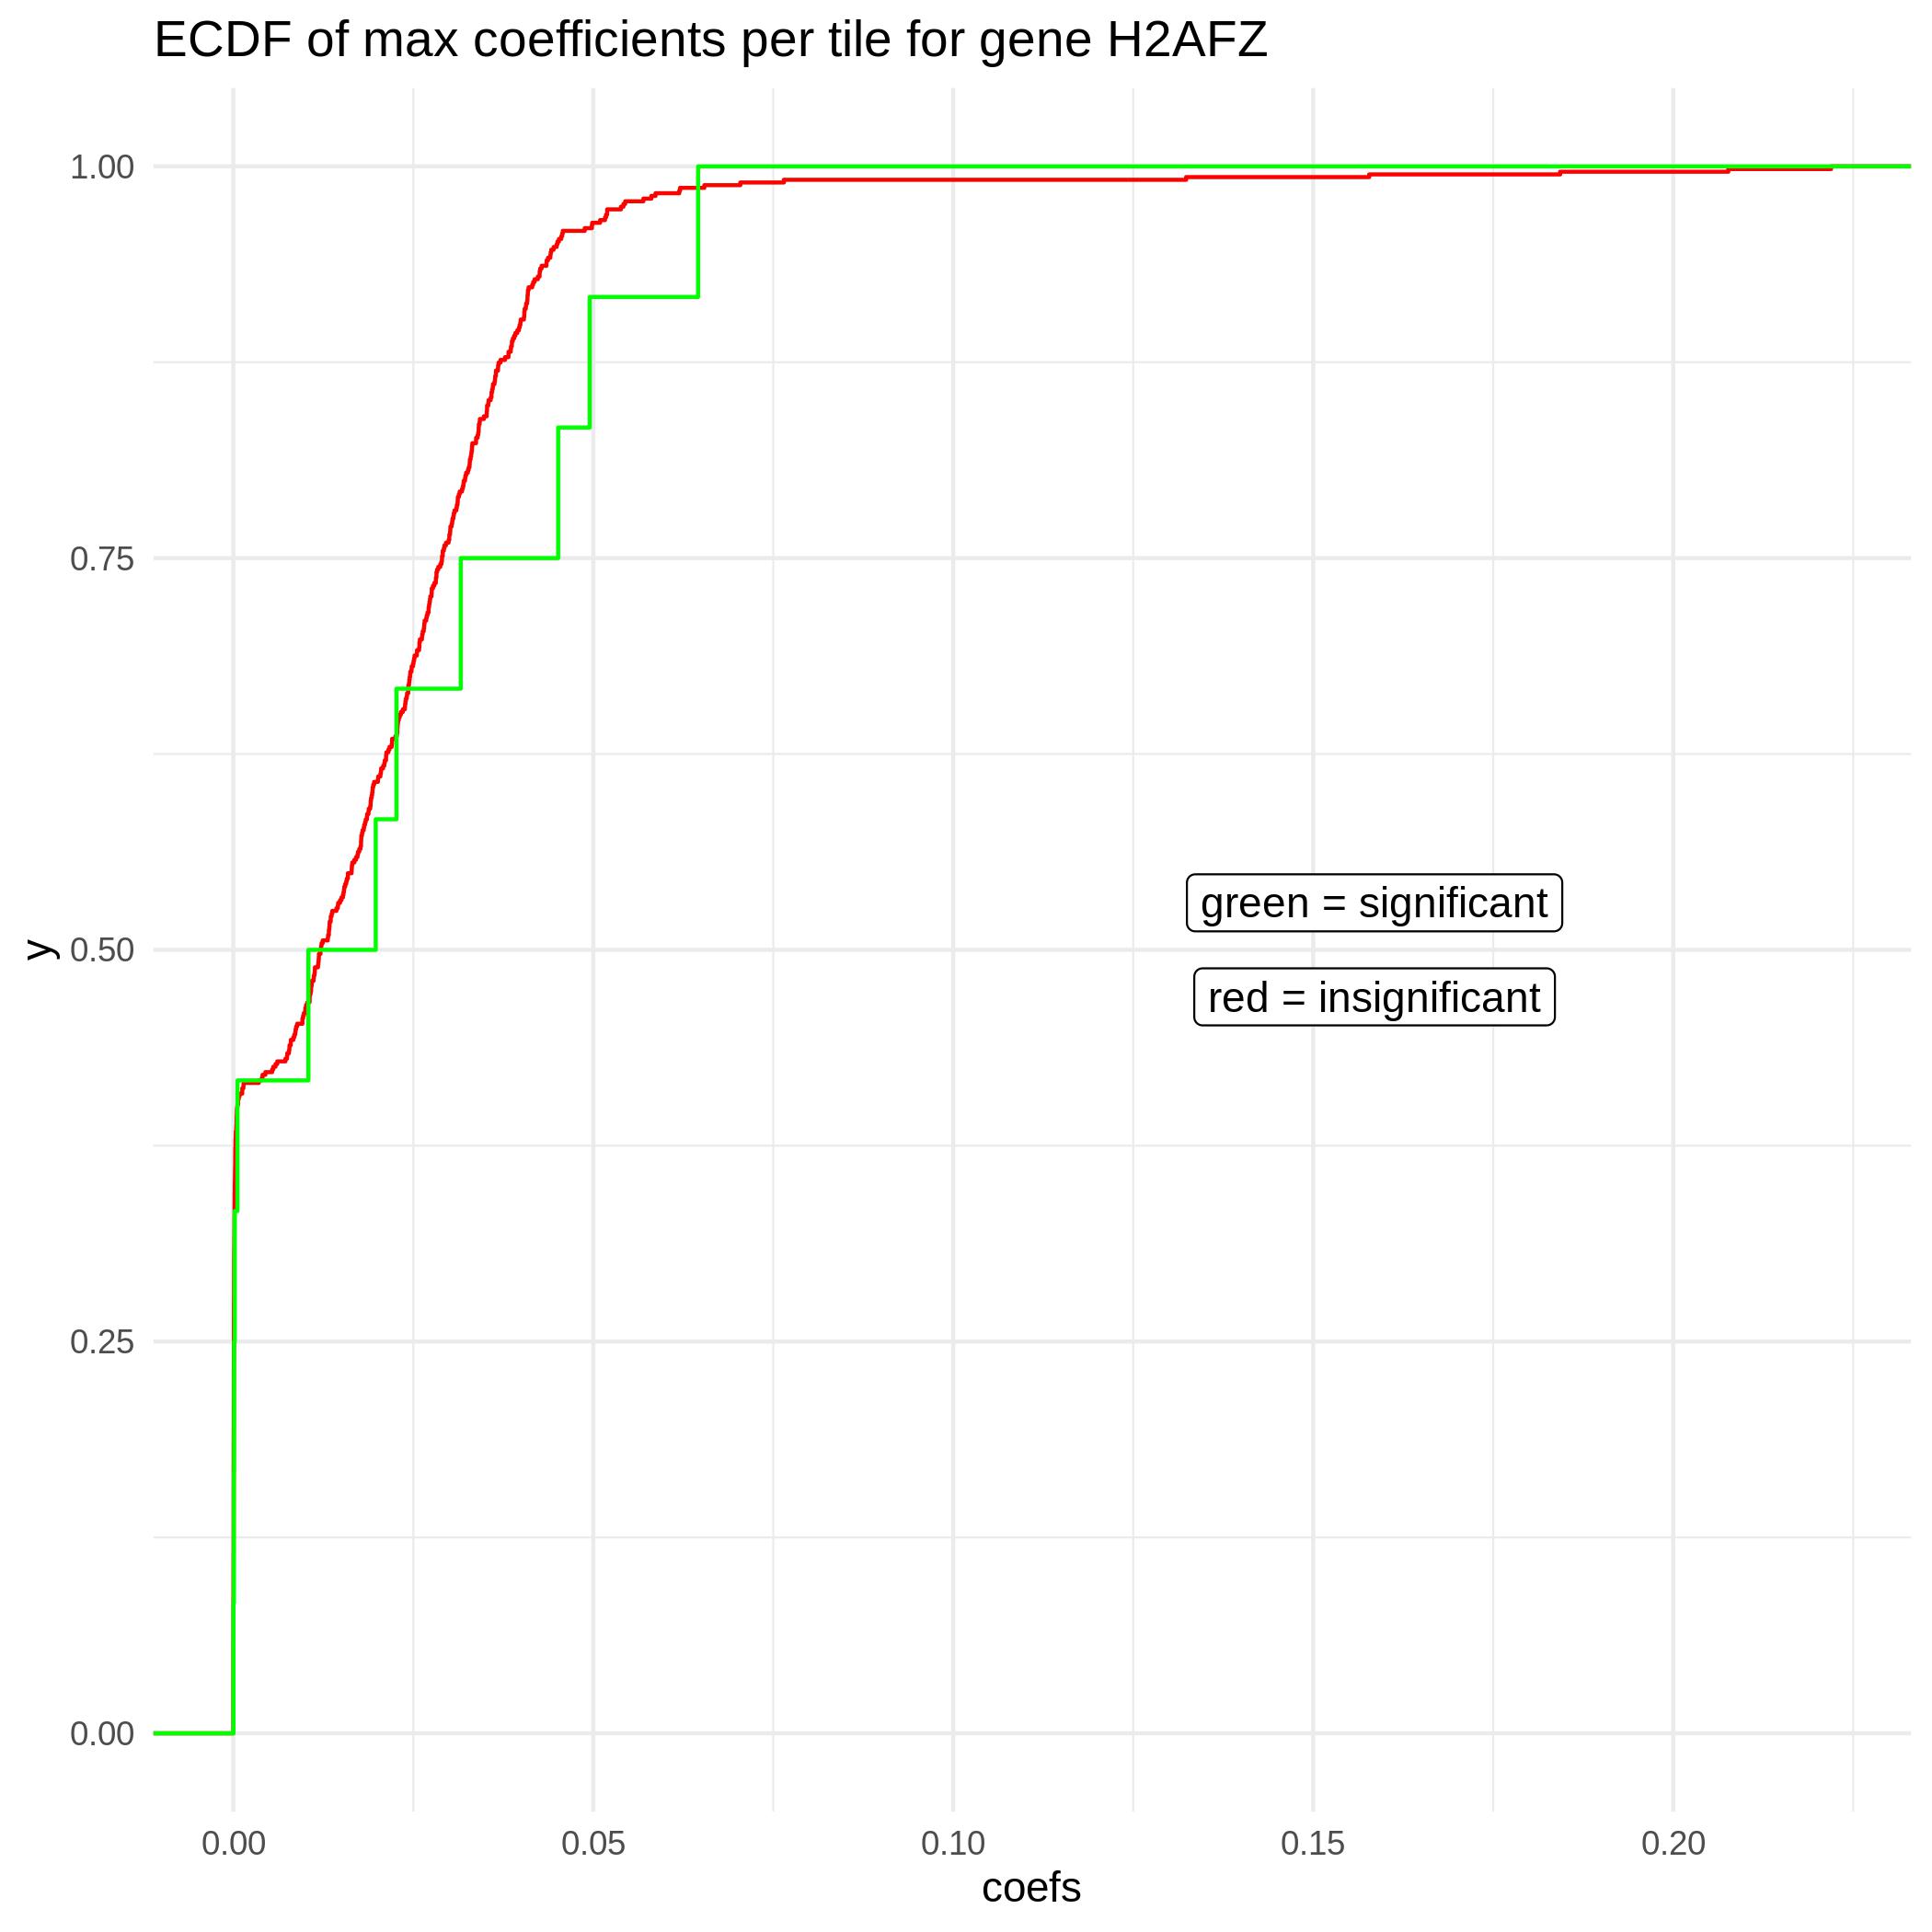 ECDF of max coefficients per tile for gene H2AFZ
1.00
0.75
0.50
0.25
0.00
y
green = significant
red = insignificant
0.00 0.05 0.10 0.15 0.20
coefs